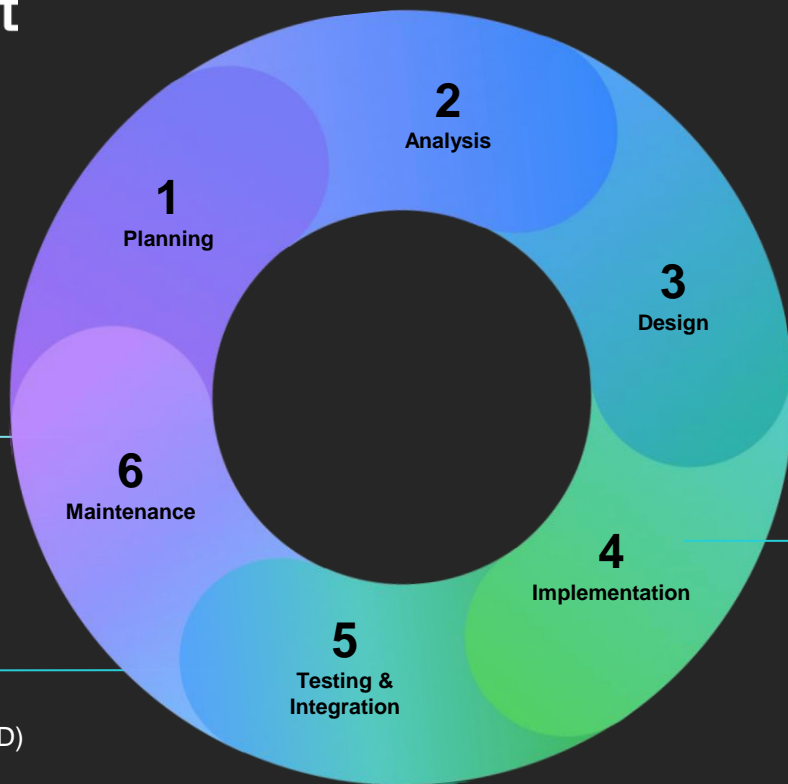 t
2
Analysis
1
Planning
3
Design
6
Maintenance
4
Implementation
5
Testing &
Integration
D)